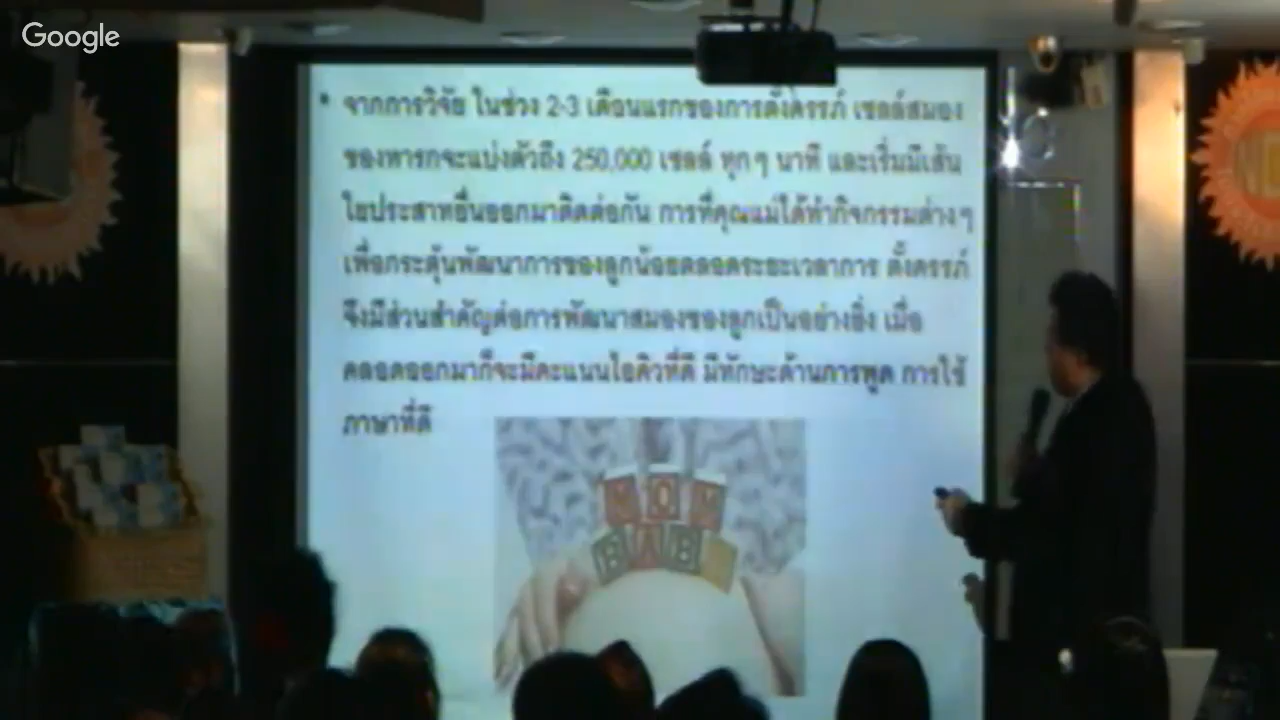 Google
• จากการวิจัย ในช่วง 2-3 เดือนแรกของการตั้งครรภ์ เซลล์สมอง
ของทารกจะแบ่งตัวถึง 250,000 เซลล์ ทุกๆ นาที และเริ่มมีเส้น
ใยประสาทยื่นออกมาติดต่อกัน การที่คุณแม่ได้ทำกิจกรรมต่างๆ
เพื่อกระตุ้นพัฒนาการของลูกน้อยตลอดระยะเวลาการ ตั้งครรภ์
จึงมีส่วนสำคัญต่อการพัฒนาสมองของลูกเป็นอย่างยิ่ง เมื่อ
คลอดออกมาก็จะมีคะแนนไอคิวที่ดี มีทักษะด้านการพูด การใช้
ภาษาที่ดี
MOM
BAB